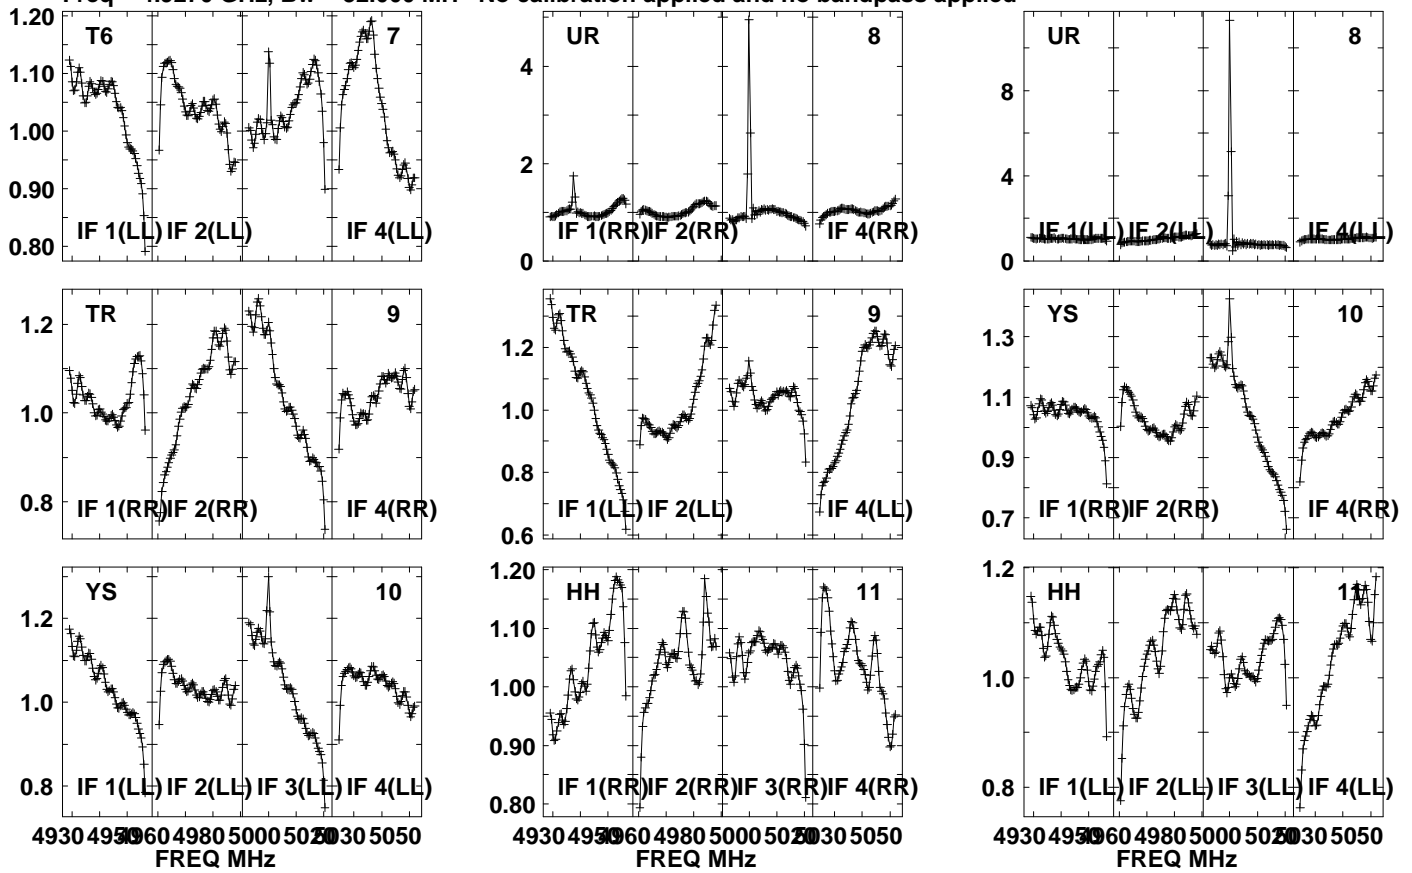 No calibration applied and no bandpass applied
T6 7
1.20
1.10
1.00
0.90
0.80
IF 1(LL) IF 2(LL) IF 4(LL)
UR 8
4
2
0
IF 1(RR) IF 2(RR) IF 4(RR)
UR 8
8
4
0
IF 1(LL) IF 2(LL) IF 4(LL)
TR 9
1.2
1.0
0.8
IF 1(RR) IF 2(RR) IF 4(RR)
TR 9
1.2
1.0
0.8
0.6
IF 1(LL) IF 2(LL) IF 4(LL)
YS 10
1.3
1.1
0.9
0.7
IF 1(RR) IF 2(RR) IF 4(RR)
YS 10
1.2
1.0
0.8
IF 1(LL) IF 2(LL) IF 3(LL) IF 4(LL)
4930 4950 4960 4980 5000 5020 5030 5050
FREQ MHz
HH 11
1.20
1.10
1.00
0.90
0.80
IF 1(RR) IF 2(RR) IF 3(RR) IF 4(RR)
4930 4950 4960 4980 5000 5020 5030 5050
FREQ MHz
HH 11
1.2
1.0
0.8
IF 1(LL) IF 2(LL) IF 3(LL) IF 4(LL)
4930 4950 4960 4980 5000 5020 5030 5050
FREQ MHz